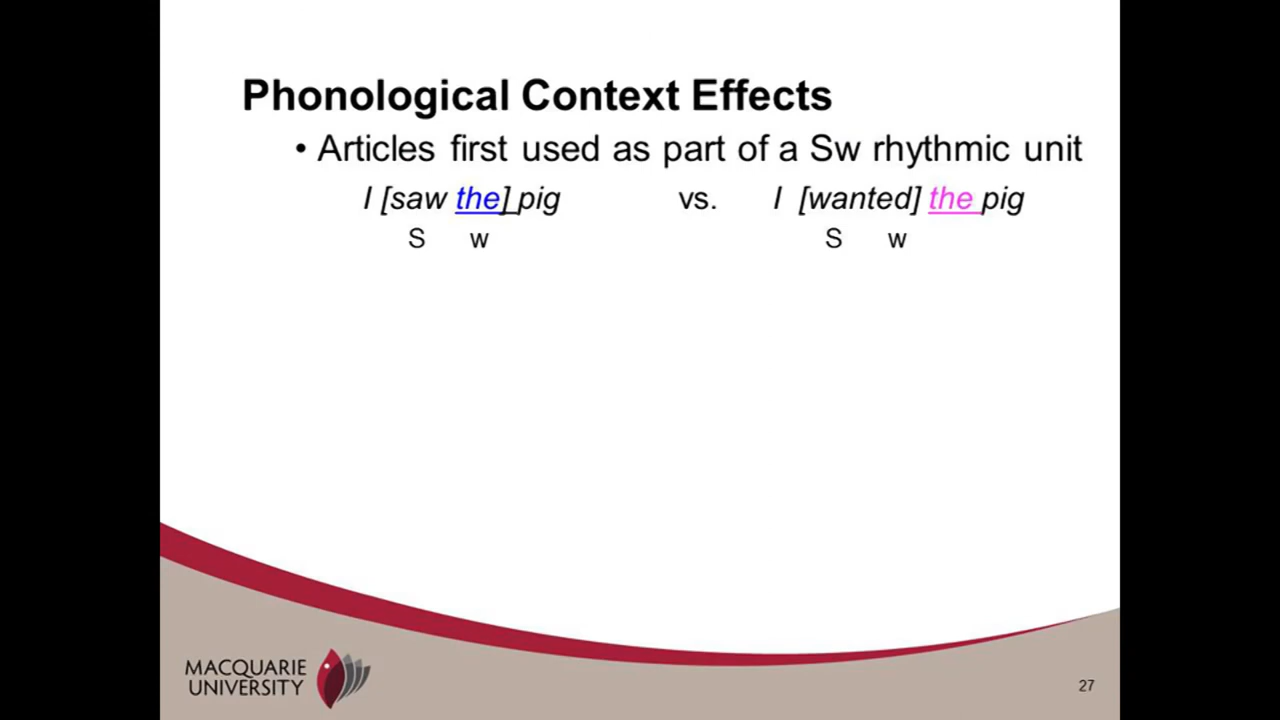 Phonological Context Effects
• Articles first used as part of a Sw rhythmic unit
I [saw the] pig vs. I [wanted] the pig
S w S w
MACQUARIE
UNIVERSITY
27